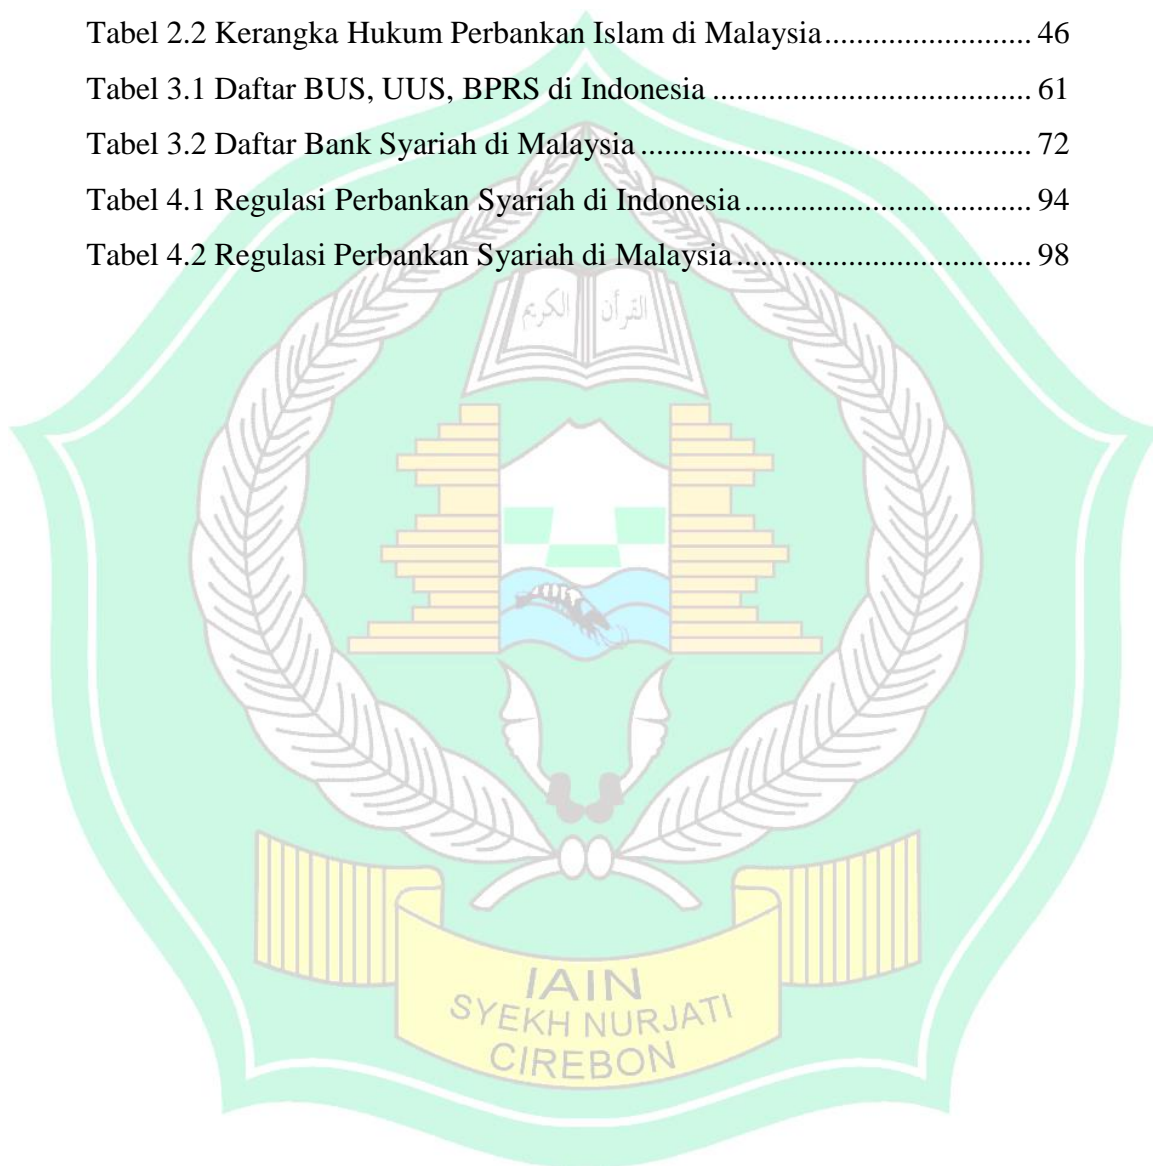 Tabel 2.2 Kerangka Hukum Perbankan Islam di Malaysia.......................... 46
Tabel 3.1 Daftar BUS, UUS, BPRS di Indonesia ........................................ 61
Tabel 3.2 Daftar Bank Syariah di Malaysia ................................................. 72
Tabel 4.1 Regulasi Perbankan Syariah di Indonesia.................................... 94
Tabel 4.2 Regulasi Perbankan Syariah di Malaysia ..................................... 98
القرآن الكريم
IAIN
SYEKH NURJATI
CIREBON